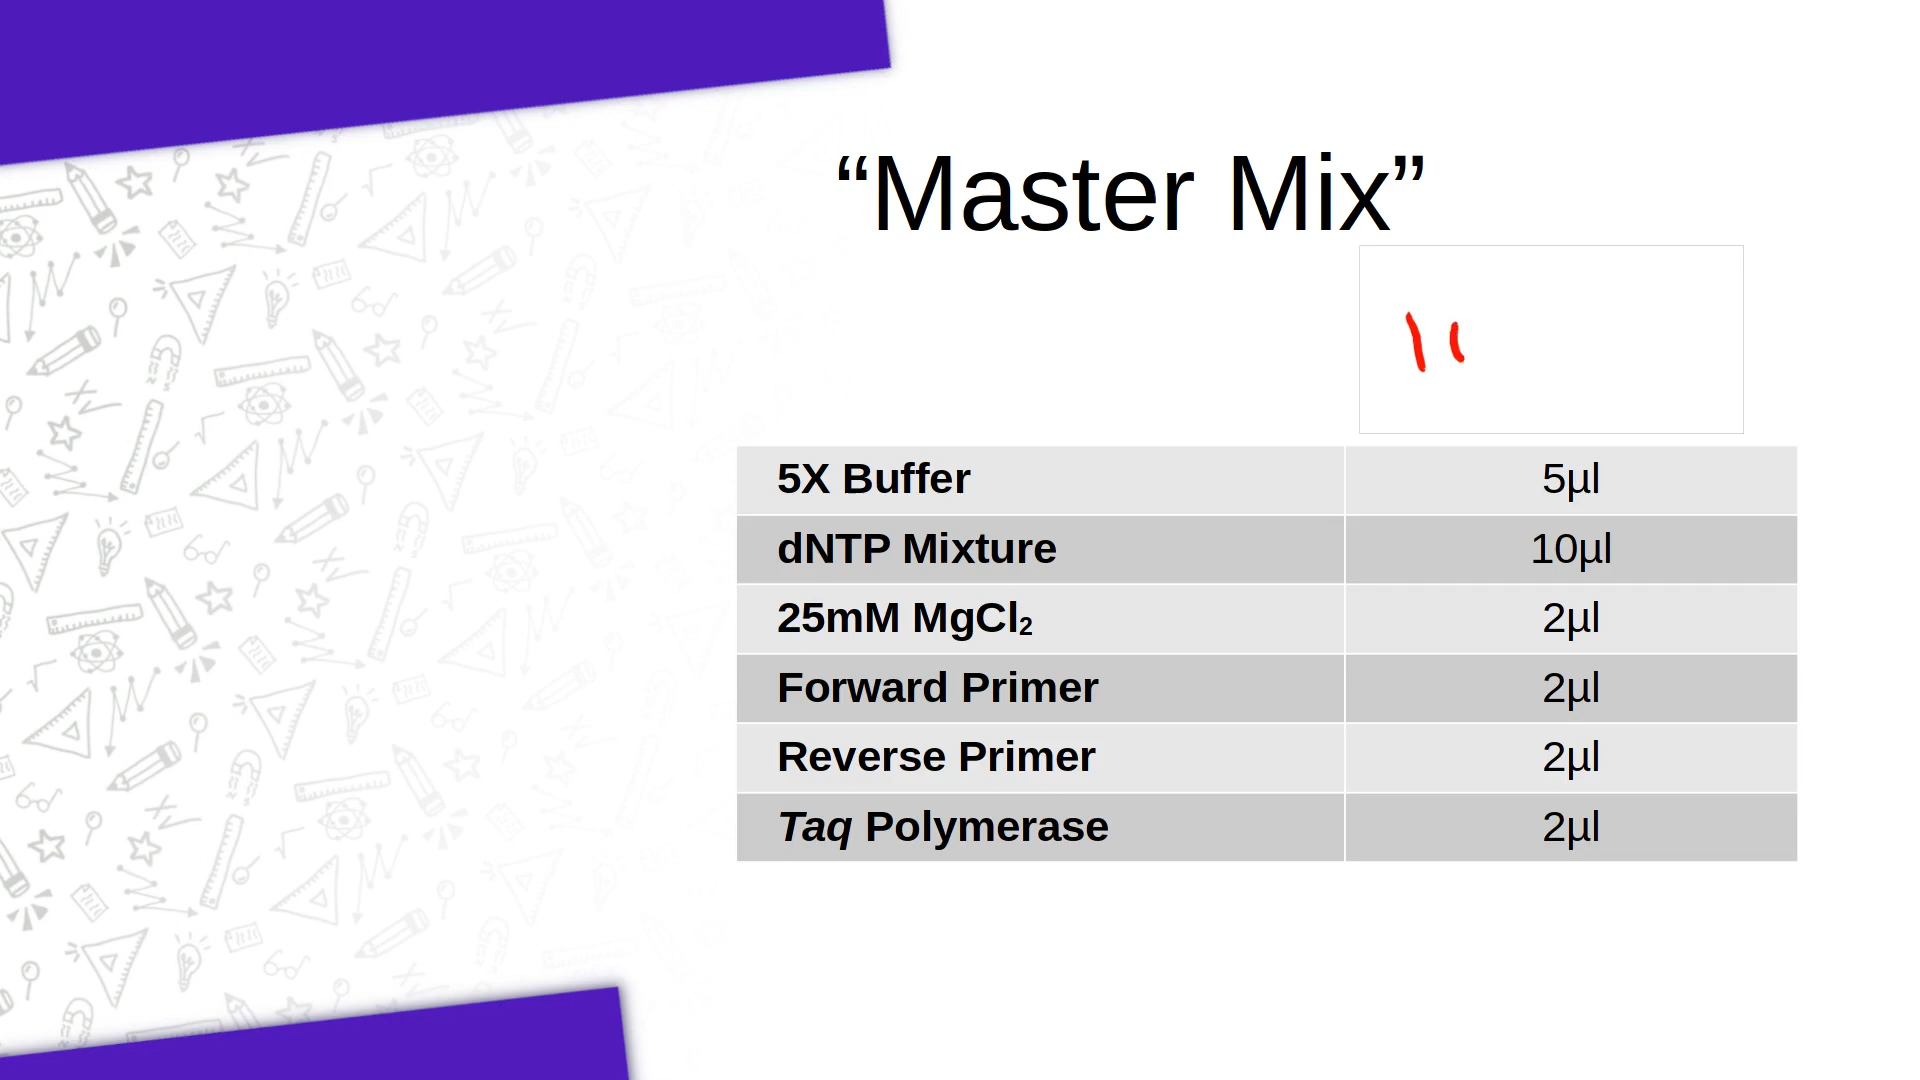 “Master Mix”
5X Buffer 5µl
dNTP Mixture 10µl
25mM MgCl₂ 2µl
Forward Primer 2µl
Reverse Primer 2µl
Taq Polymerase 2µl